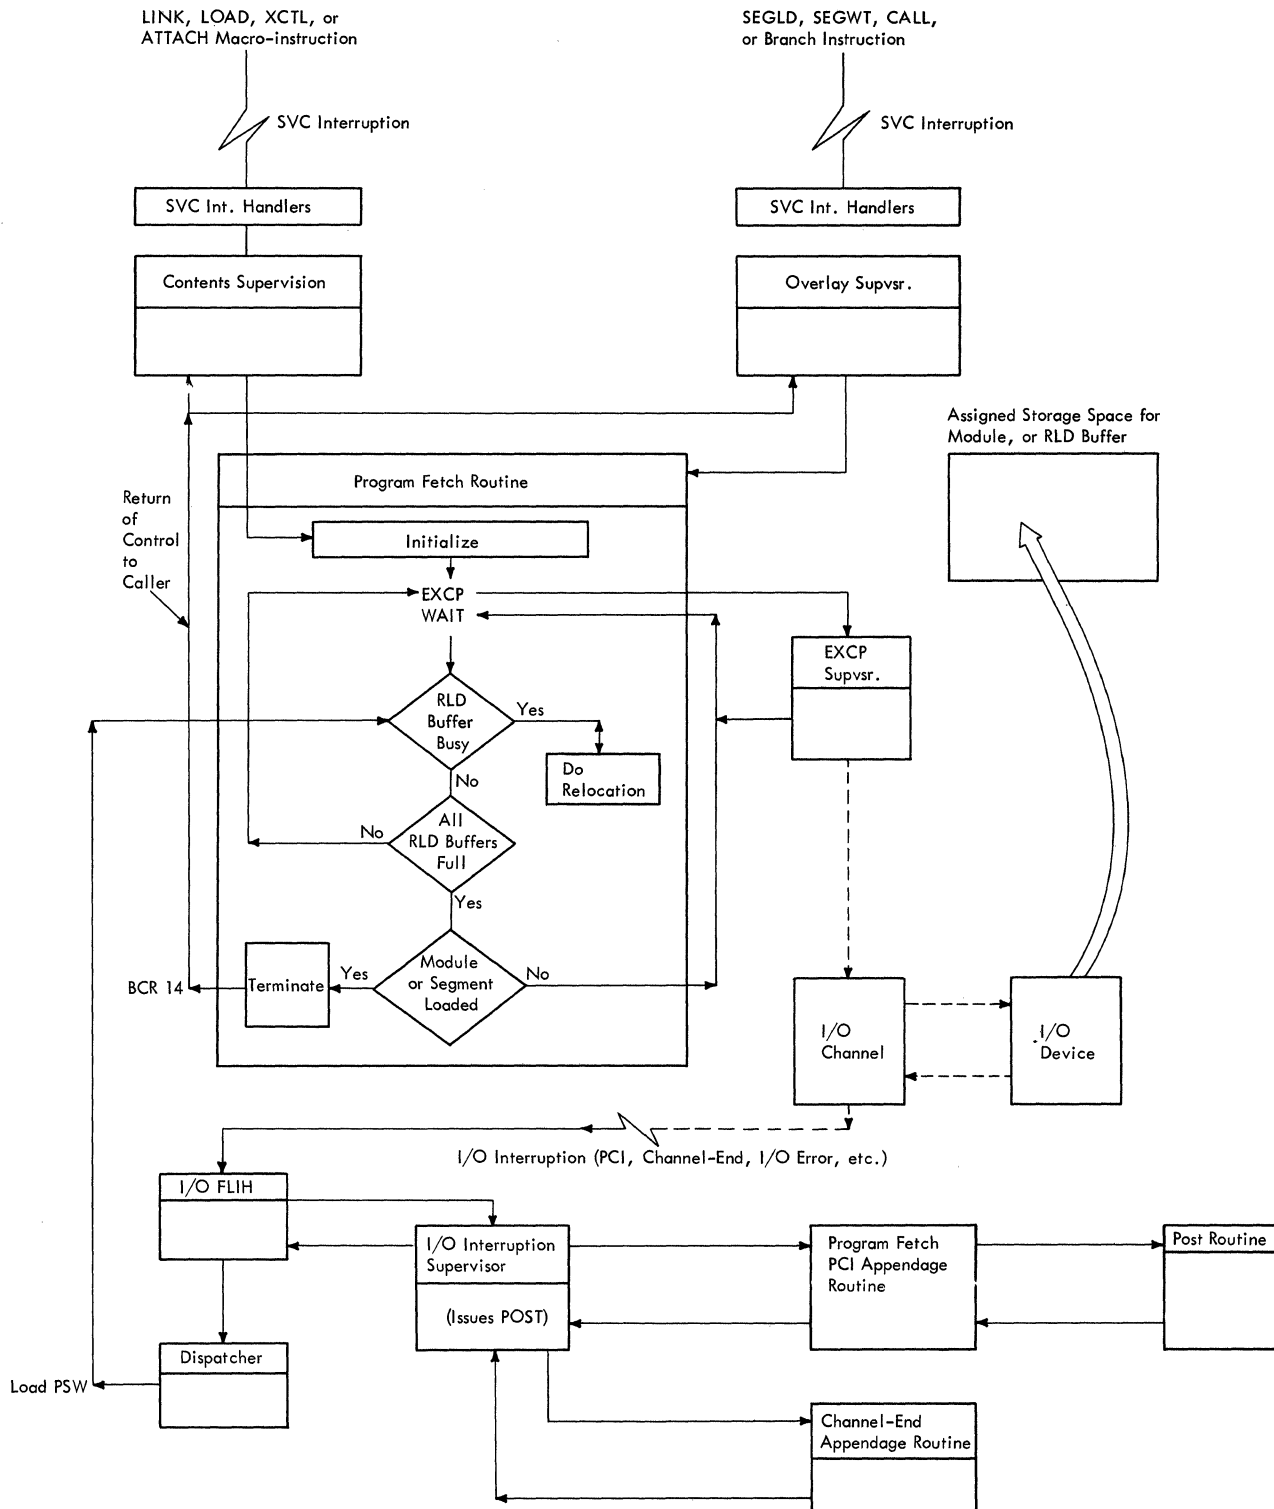 LINK, LOAD, XCTL, or
ATTACH Macro-instruction
SEGLD, SEGWT, CALL,
or Branch Instruction
SVC Interruption
SVC Interruption
SVC Int. Handlers
SVC Int. Handlers
Contents Supervision
Overlay Supvsr.
Assigned Storage Space for
Module, or RLD Buffer
Program Fetch Routine
Return
of
Control
to
Caller
Initialize
EXCP
WAIT
EXCP
Supvsr.
RLD
Buffer
Busy
Yes
Do
Relocation
No
All
RLD Buffers
Full
No
Yes
Module
or Segment
Loaded
Yes
No
Terminate
BCR 14
I/O
Channel
I/O
Device
I/O Interruption (PCI, Channel-End, I/O Error, etc.)
I/O FLIH
I/O Interruption
Supervisor
(Issues POST)
Program Fetch
PCI Appendage
Routine
Post Routine
Dispatcher
Load PSW
Channel-End
Appendage Routine